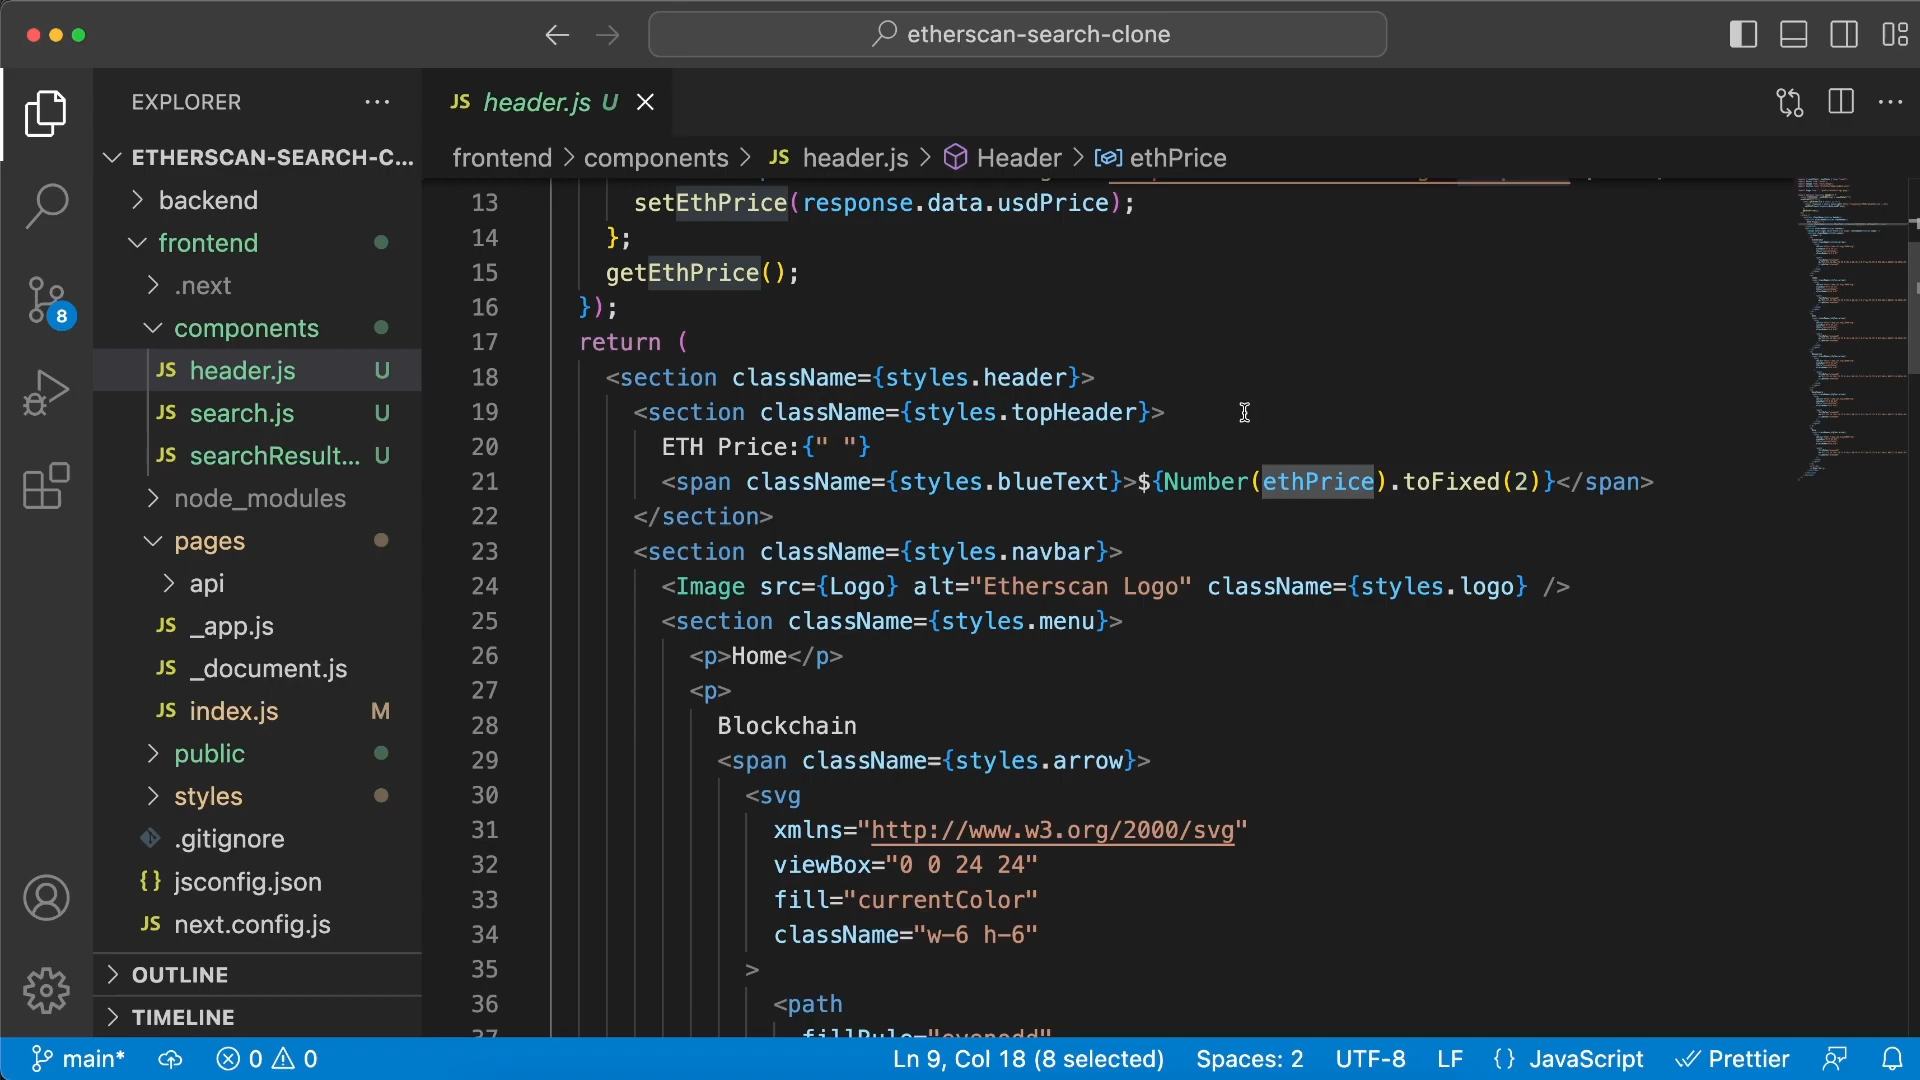 etherscan-search-clone
EXPLORER
JS header.js U
ETHERSCAN-SEARCH-C...
frontend > components > JS header.js > Header > ethPrice
backend
frontend
.next
components
JS header.js U
JS search.js U
JS searchResult... U
node_modules
pages
api
JS _app.js
JS _document.js
JS index.js M
public
styles
.gitignore
{} jsconfig.json
JS next.config.js
OUTLINE
TIMELINE
8
13 setEthPrice(response.data.usdPrice);
14 };
15 getEthPrice();
16 });
17 return (
18 <section className={styles.header}>
19 <section className={styles.topHeader}>
20 ETH Price:{" "}
21 <span className={styles.blueText}>${Number(ethPrice).toFixed(2)}</span>
22 </section>
23 <section className={styles.navbar}>
24 <Image src={Logo} alt="Etherscan Logo" className={styles.logo} />
25 <section className={styles.menu}>
26 <p>Home</p>
27 <p>
28 Blockchain
29 <span className={styles.arrow}>
30 <svg
31 xmlns="http://www.w3.org/2000/svg"
32 viewBox="0 0 24 24"
33 fill="currentColor"
34 className="w-6 h-6"
35 >
36 <path
37 fillRule="evenodd"
main* 0 0 Ln 9, Col 18 (8 selected) Spaces: 2 UTF-8 LF {} JavaScript Prettier